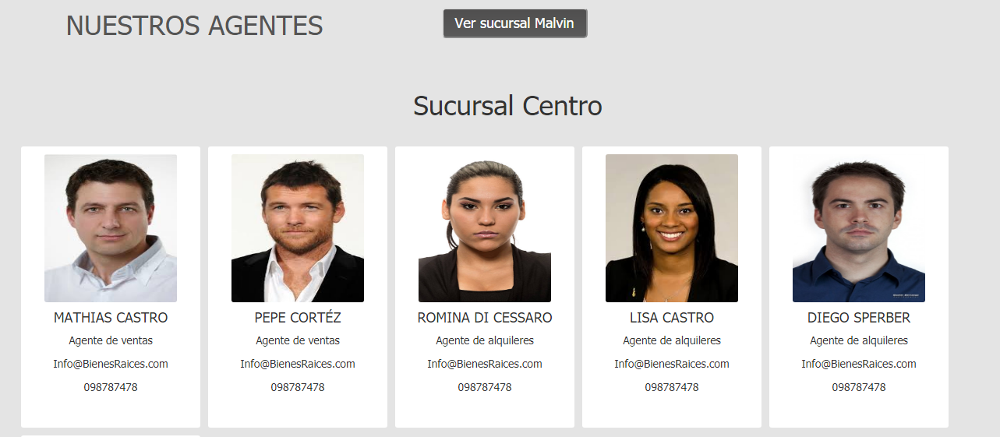 NUESTROS AGENTES
Ver sucursal Malvin
Sucursal Centro
MATHIAS CASTRO
Agente de ventas
Info@BienesRaices.com
098787478
PEPE CORTÉZ
Agente de ventas
Info@BienesRaices.com
098787478
ROMINA DI CESSARO
Agente de alquileres
Info@BienesRaices.com
098787478
LISA CASTRO
Agente de alquileres
Info@BienesRaices.com
098787478
DIEGO SPERBER
Agente de alquileres
Info@BienesRaices.com
098787478